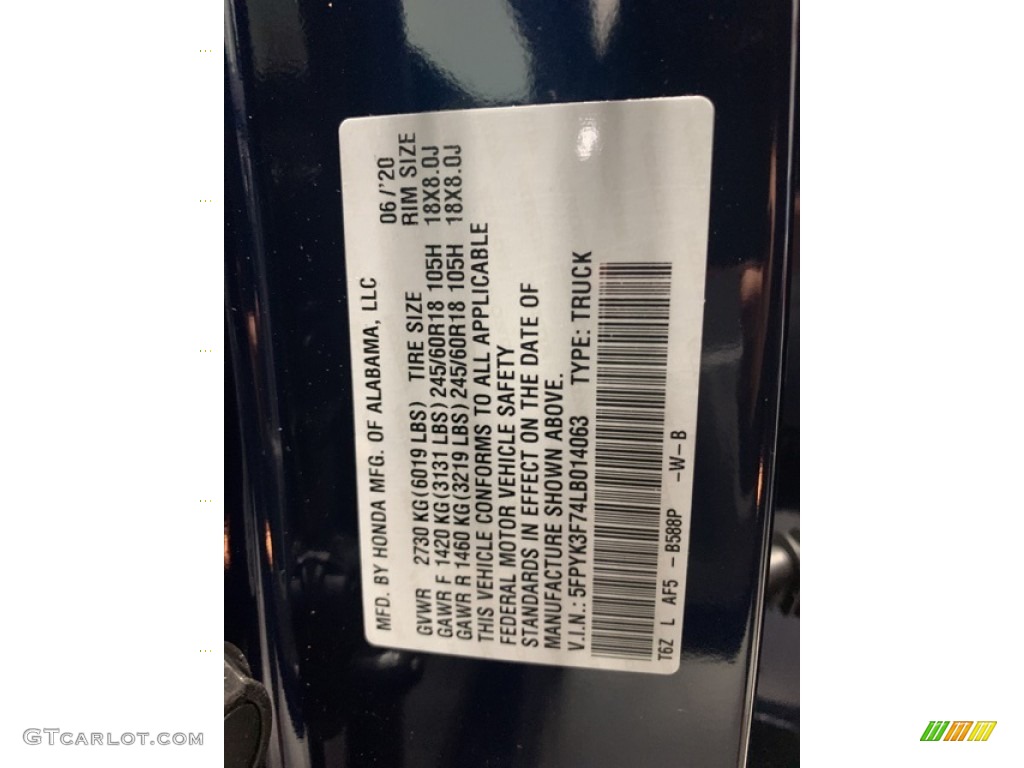 MFD. BY HONDA MFG. OF ALABAMA, LLC 06/'20
GVWR 2730 KG(6019 LBS) TIRE SIZE RIM SIZE
GAWR F 1420 KG(3131 LBS) 245/60R18 105H 18X8.0J
GAWR R 1460 KG(3219 LBS) 245/60R18 105H 18X8.0J
THIS VEHICLE CONFORMS TO ALL APPLICABLE
FEDERAL MOTOR VEHICLE SAFETY
STANDARDS IN EFFECT ON THE DATE OF
MANUFACTURE SHOWN ABOVE.
V.I.N.: 5FPYK3F74LB014063 TYPE: TRUCK
T6Z L AF5 -B588P -W-B
GTCARLOT.COM